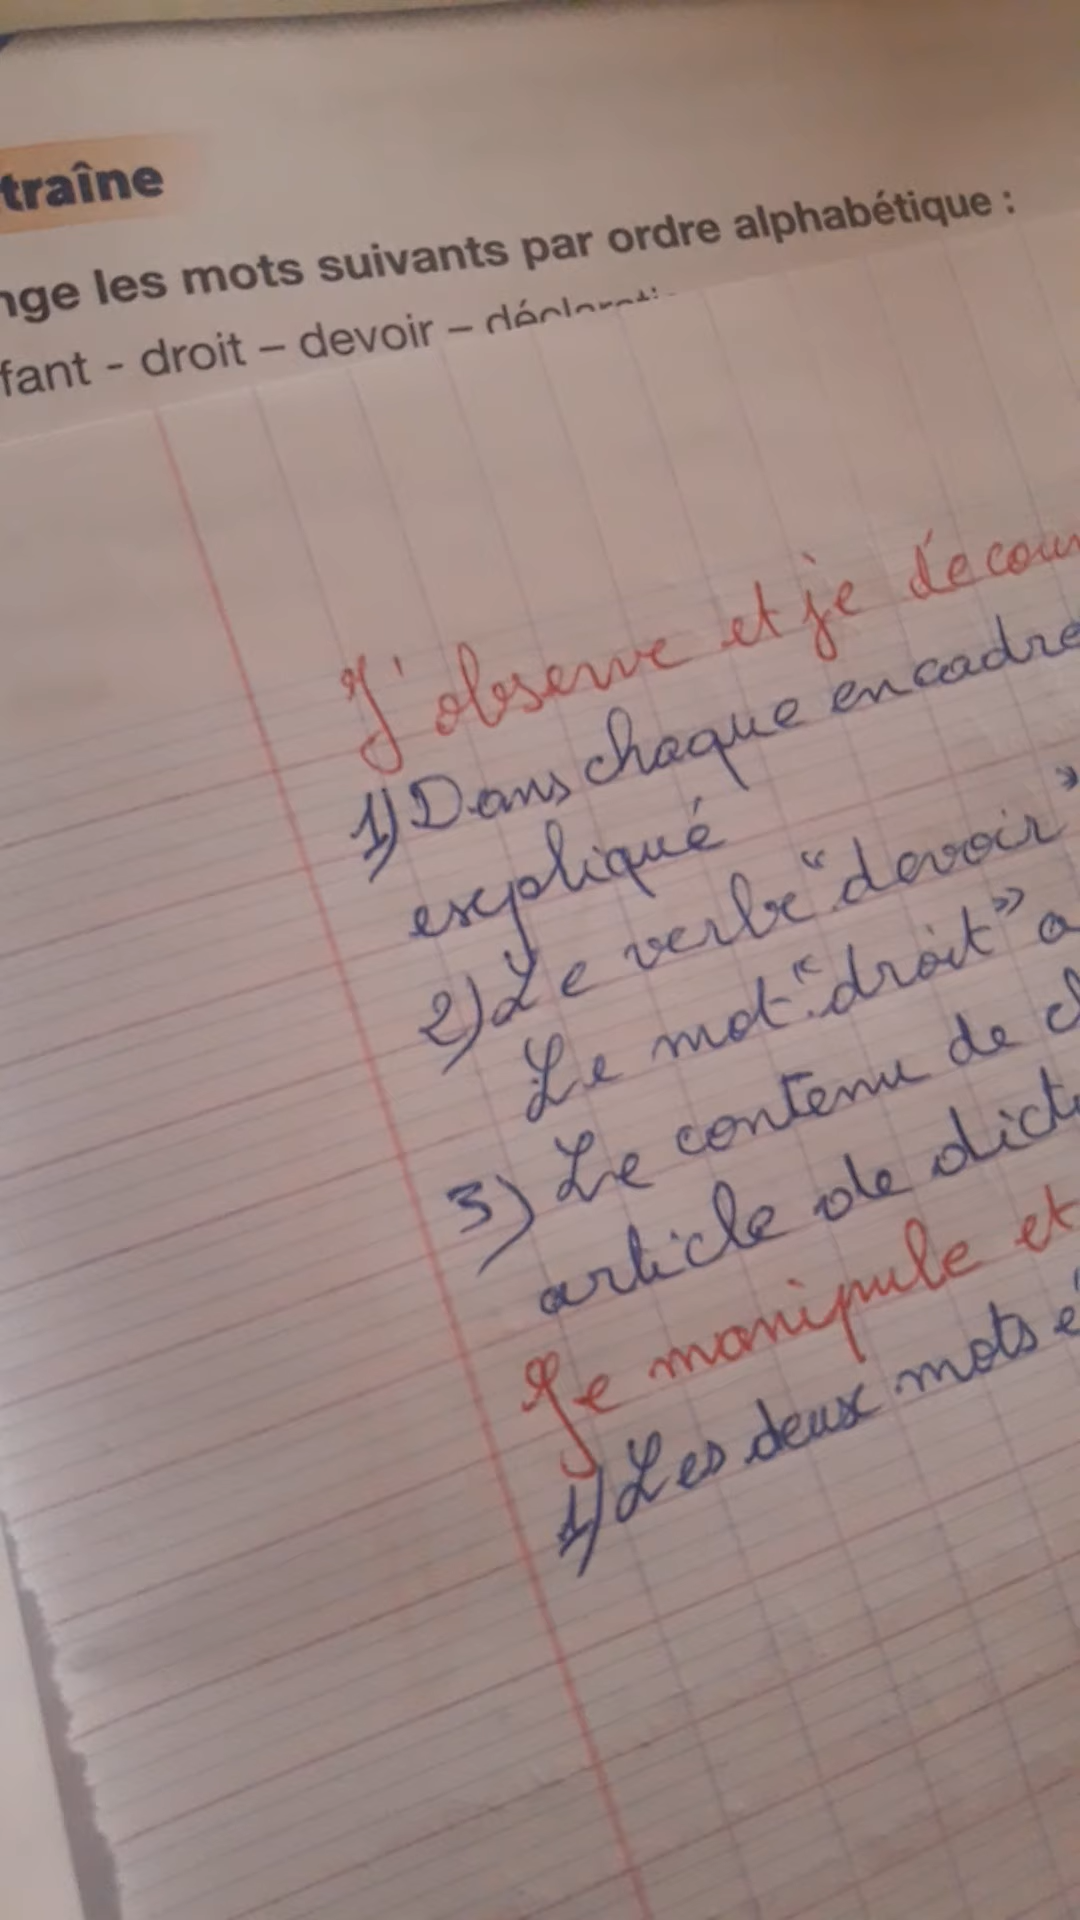 traîne
nge les mots suivants par ordre alphabétique :
fant - droit – devoir –
J'observe et je décou
1) Dans chaque encadré
expliqué
2) Le verbe "devoir"
Le mot "droit" a
3) Le contenu de c
article de dict
Je manipule et
1) Les deux mots é